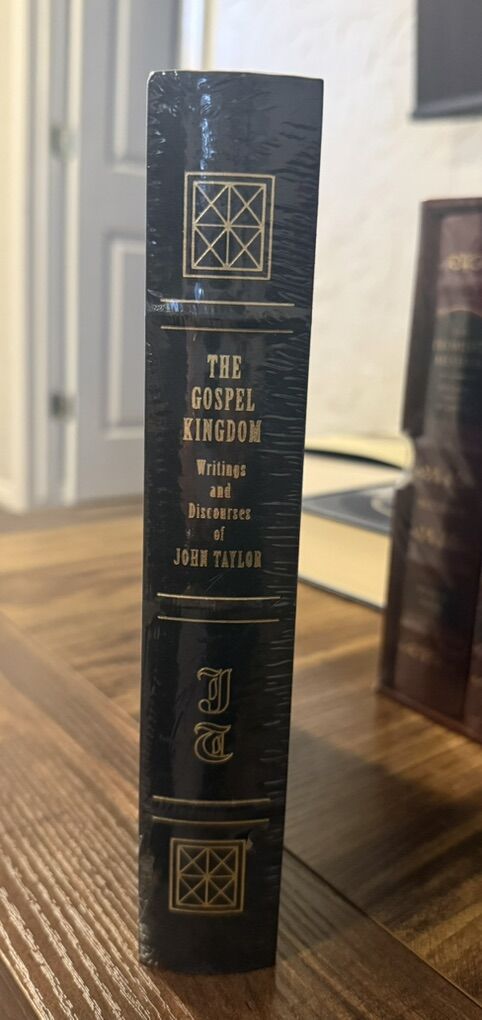 THE
GOSPEL
KINGDOM
Writings
and
Discourses
of
JOHN TAYLOR
J
T